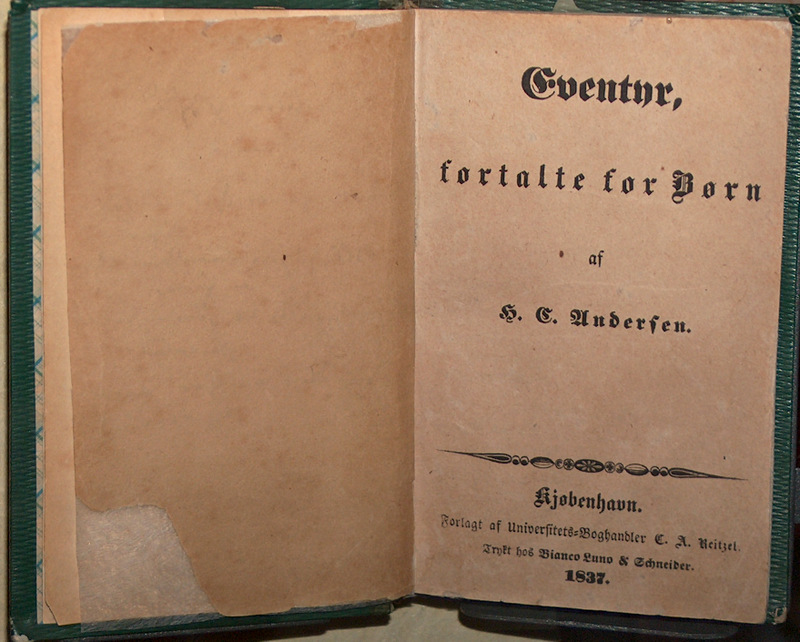 Eventyr,
fortalte for Børn
af
H. C. Andersen.
Kjøbenhavn.
Forlagt af Universitets-Boghandler C. A. Reitzel.
Trykt hos Bianco Luno & Schneider.
1837.